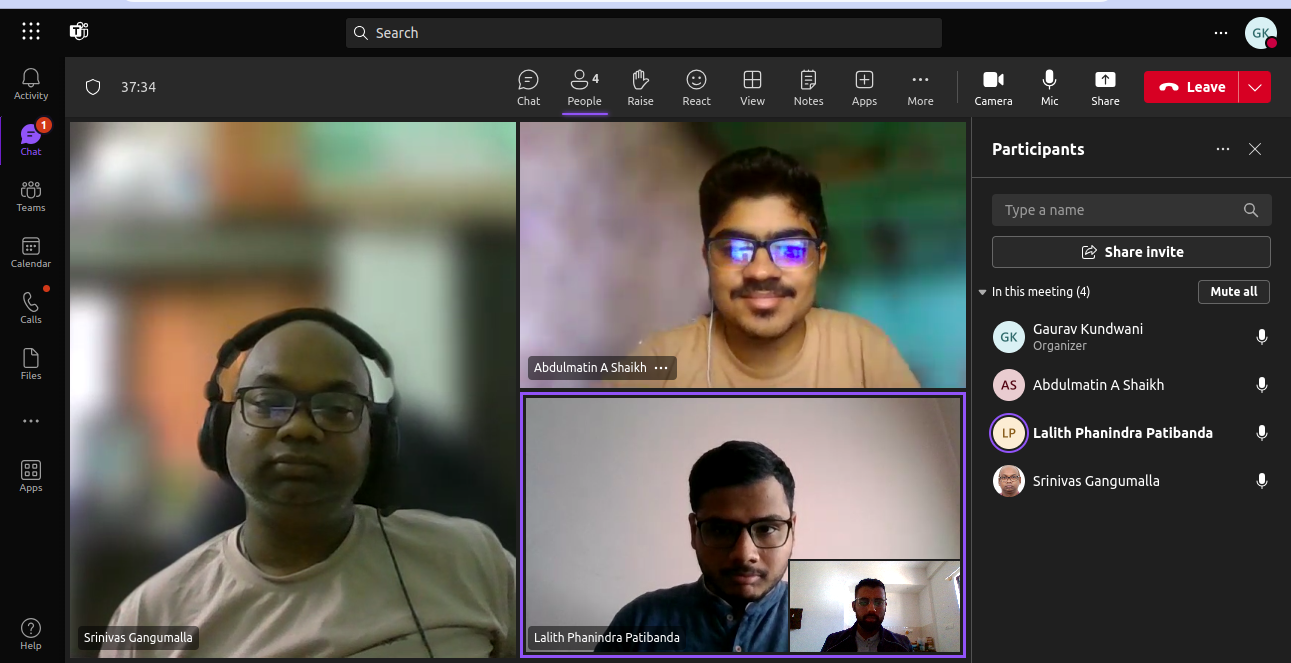 Search
GK
Activity
1
Chat
Teams
Calendar
Calls
Files
Apps
Help
37:34
Chat
4
People
Raise
React
View
Notes
Apps
More
Camera
Mic
Share
Leave
Srinivas Gangumalla
Abdulmatin A Shaikh
Lalith Phanindra Patibanda
Participants
Type a name
Share invite
In this meeting (4)
Mute all
GK
Gaurav Kundwani
Organizer
AS
Abdulmatin A Shaikh
LP
Lalith Phanindra Patibanda
Srinivas Gangumalla